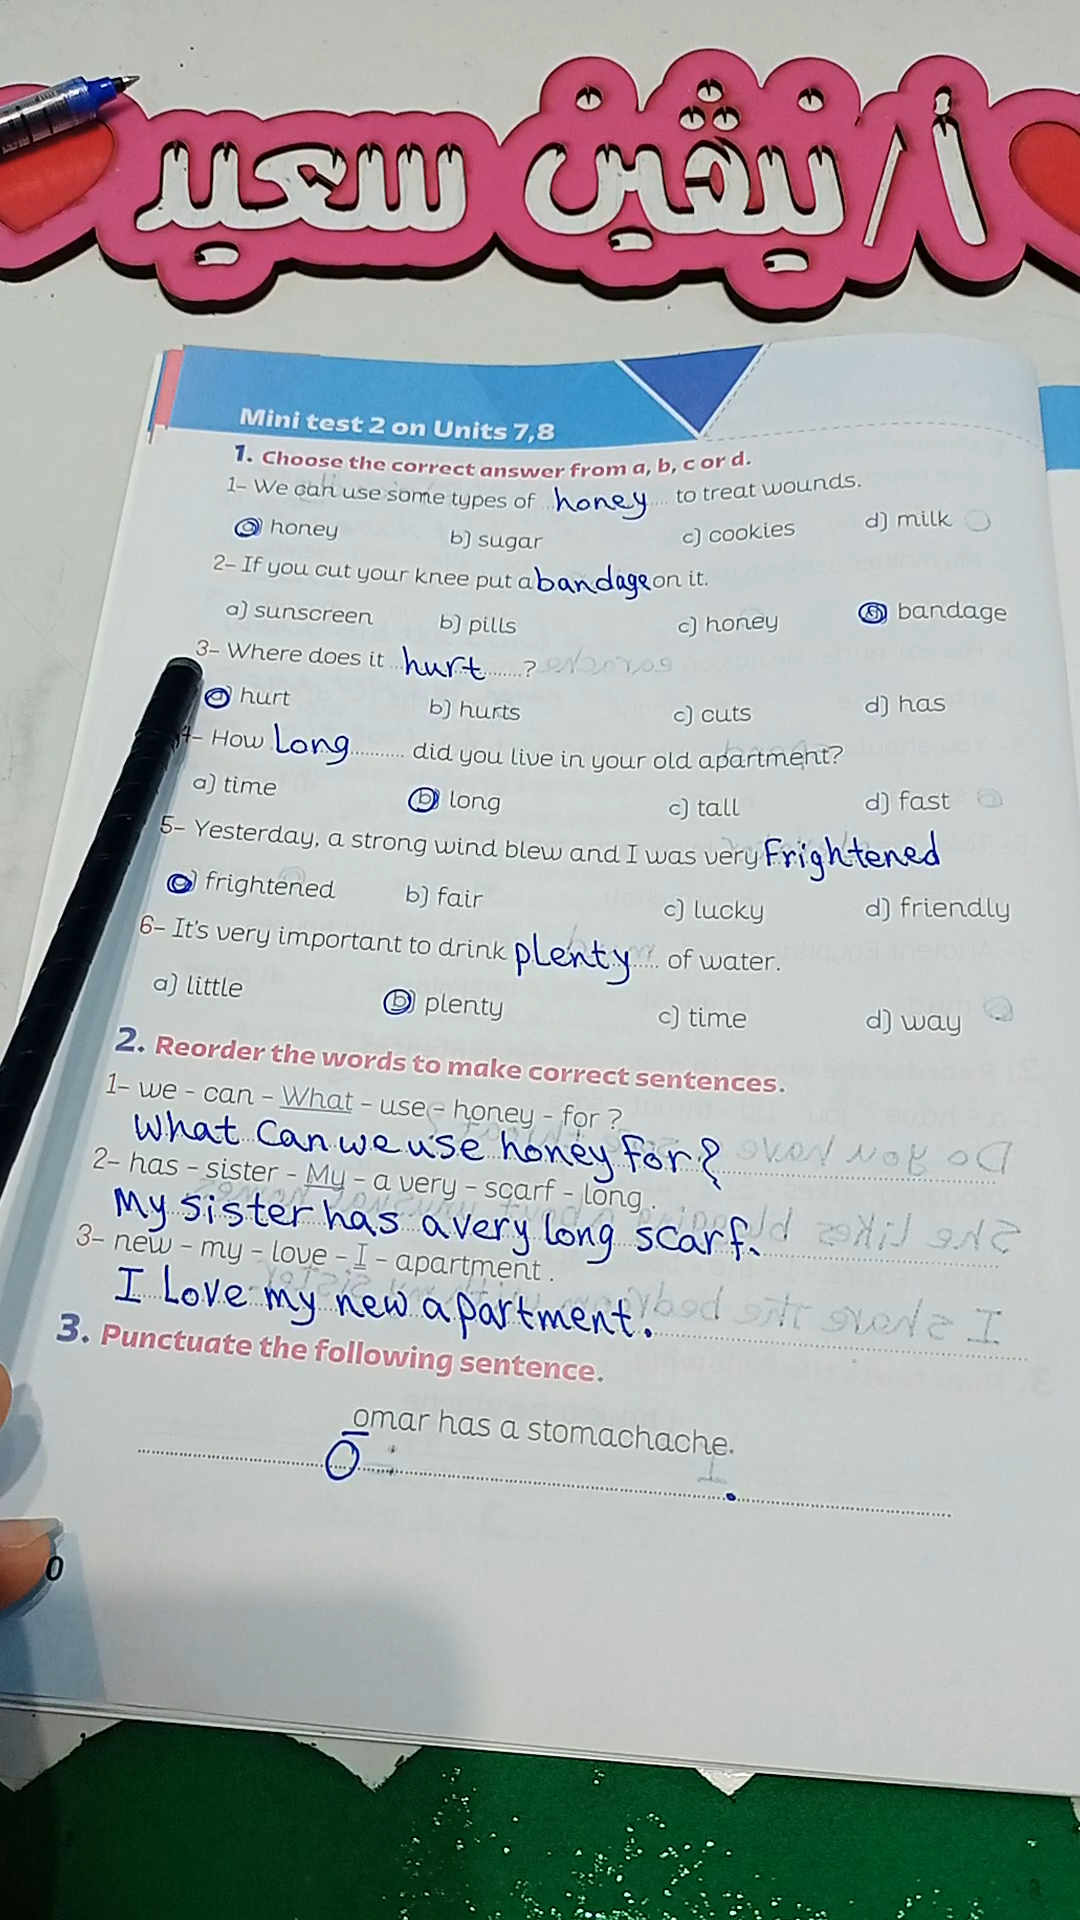 أ/نيڤين سعيد
Mini test 2 on Units 7,8
1. Choose the correct answer from a, b, c or d.
1- We can use some types of honey to treat wounds.
a) honey b) sugar c) cookies d) milk
2- If you cut your knee put a bandage on it.
a) sunscreen b) pills c) honey d) bandage
3- Where does it hurt ?
a) hurt b) hurts c) cuts d) has
4- How Long did you live in your old apartment?
a) time b) long c) tall d) fast
5- Yesterday, a strong wind blew and I was very Frightened
a) frightened b) fair c) lucky d) friendly
6- It's very important to drink plenty of water.
a) little b) plenty c) time d) way
2. Reorder the words to make correct sentences.
1- we - can - What - use - honey - for ?
What Can we use honey for?
2- has - sister - My - a very - scarf - long .
My sister has a very long scarf.
3- new - my - love - I - apartment .
I Love my new apartment.
3. Punctuate the following sentence.
omar has a stomachache.
O .
0